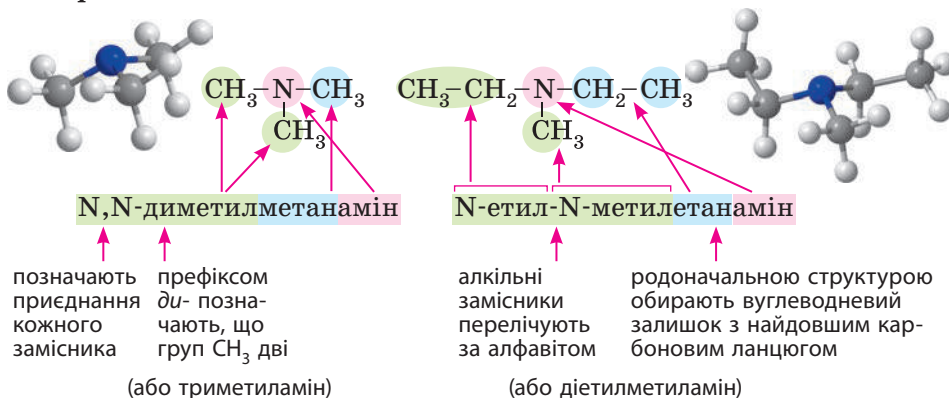 CH₃–N–CH₃
CH₃
N,N-диметилметанамін
позначають
приєднання
кожного
замісника
префіксом
ди- позна-
чають, що
груп CH₃ дві
(або триметиламін)
CH₃–CH₂–N–CH₂–CH₃
CH₃
N-етил-N-метилетанамін
алкільні
замісники
перелічують
за алфавітом
родоначальною структурою
обирають вуглеводневий
залишок з найдовшим кар-
боновим ланцюгом
(або діетилметиламін)